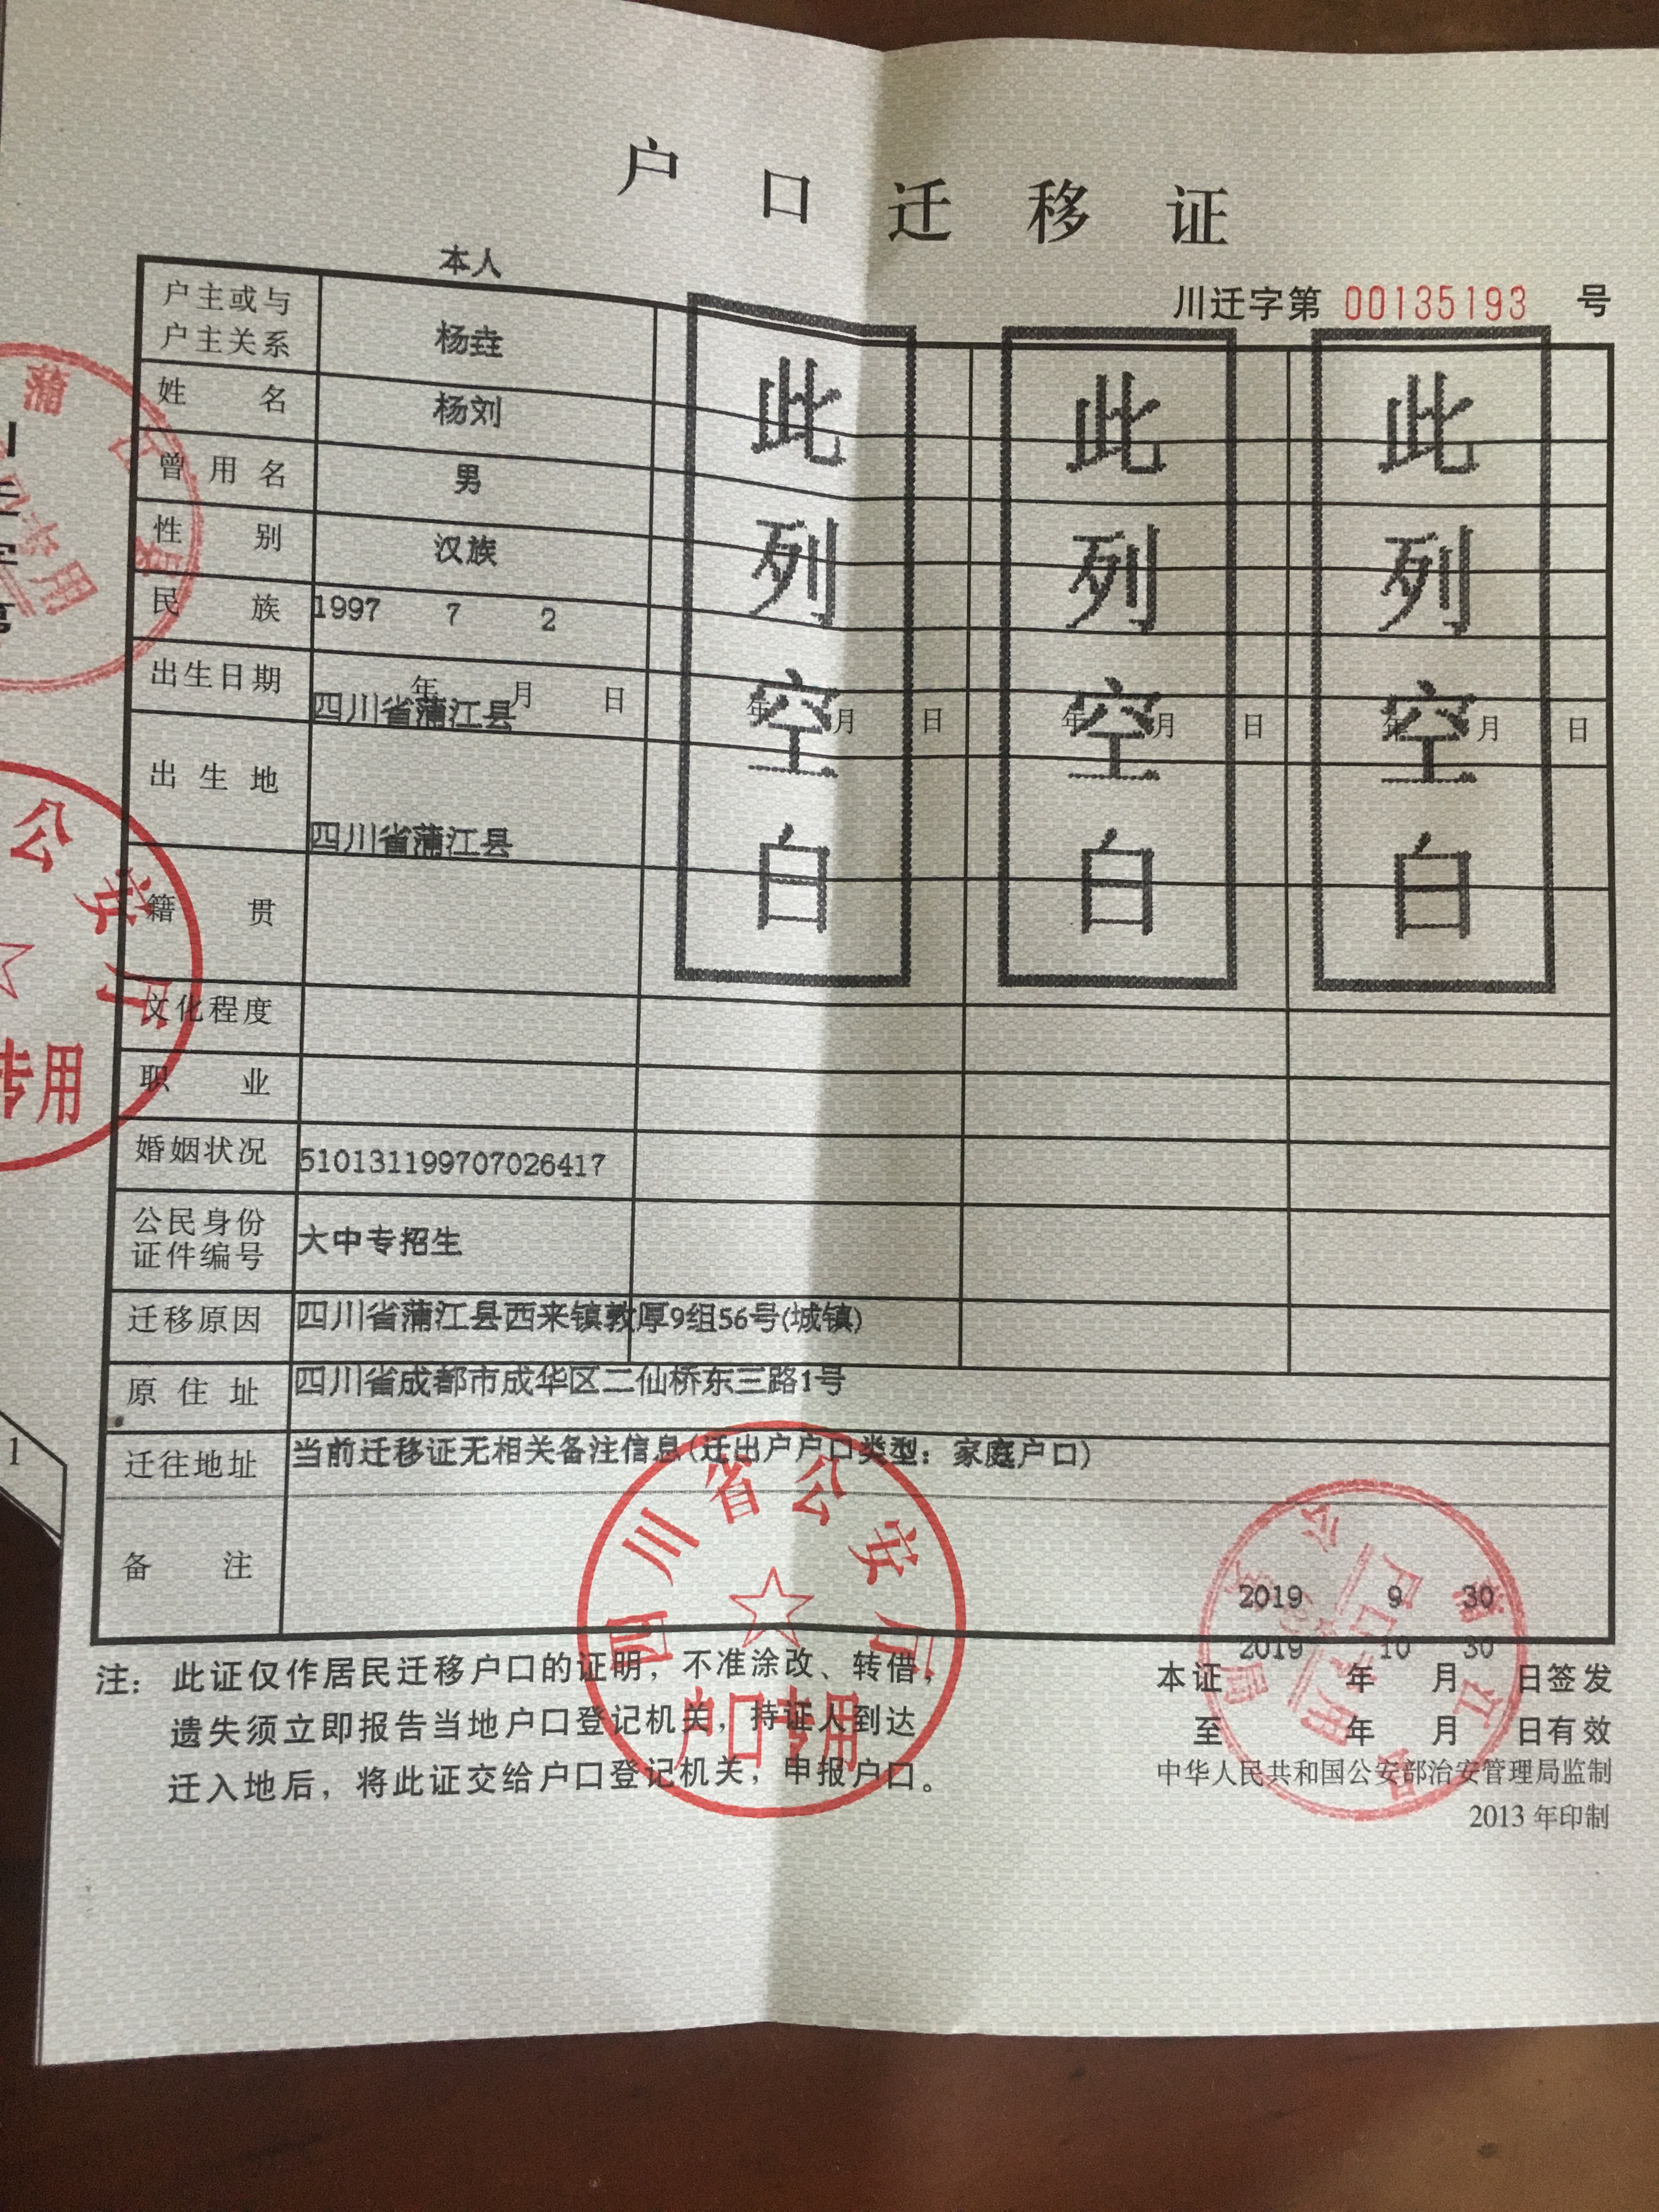 户口迁移证
川迁字第 00135193 号
本人
户主或与
户主关系
杨垚
姓名
杨刘
曾用名
男
性别
汉族
民族
1997 7 2
出生日期
年 月 日
年 月 日
年 月 日
年 月 日
四川省蒲江县
出生地
四川省蒲江县
籍贯
此列空白
此列空白
此列空白
文化程度
职业
婚姻状况
510131199707026417
公民身份
证件编号
大中专招生
迁移原因
四川省蒲江县西来镇敦厚9组56号(城镇)
原住址
四川省成都市成华区二仙桥东三路1号
迁往地址
当前迁移证无相关备注信息(迁出户户口类型：家庭户口)
备注
四川省公安厅
户口专用
2019 9 30
2019 10 30
注：此证仅作居民迁移户口的证明，不准涂改、转借，
遗失须立即报告当地户口登记机关，持证人到达
迁入地后，将此证交给户口登记机关，申报户口。
本证 年 月 日签发
至 年 月 日有效
中华人民共和国公安部治安管理局监制
2013 年印制
蒲江县
公安厅
专用
1